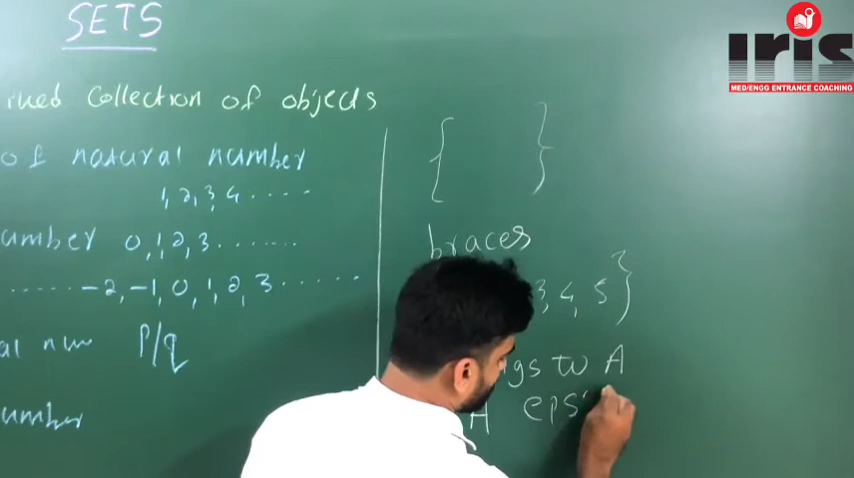 SETS
collection of objects
of natural number
1, 2, 3, 4 .....
umber 0, 1, 2, 3 .......
....... -2, -1, 0, 1, 2, 3 .......
al num P/q
umber
{ }
braces
3, 4, 5 }
gs to A
A eps
iris
MED/ENGG ENTRANCE COACHING